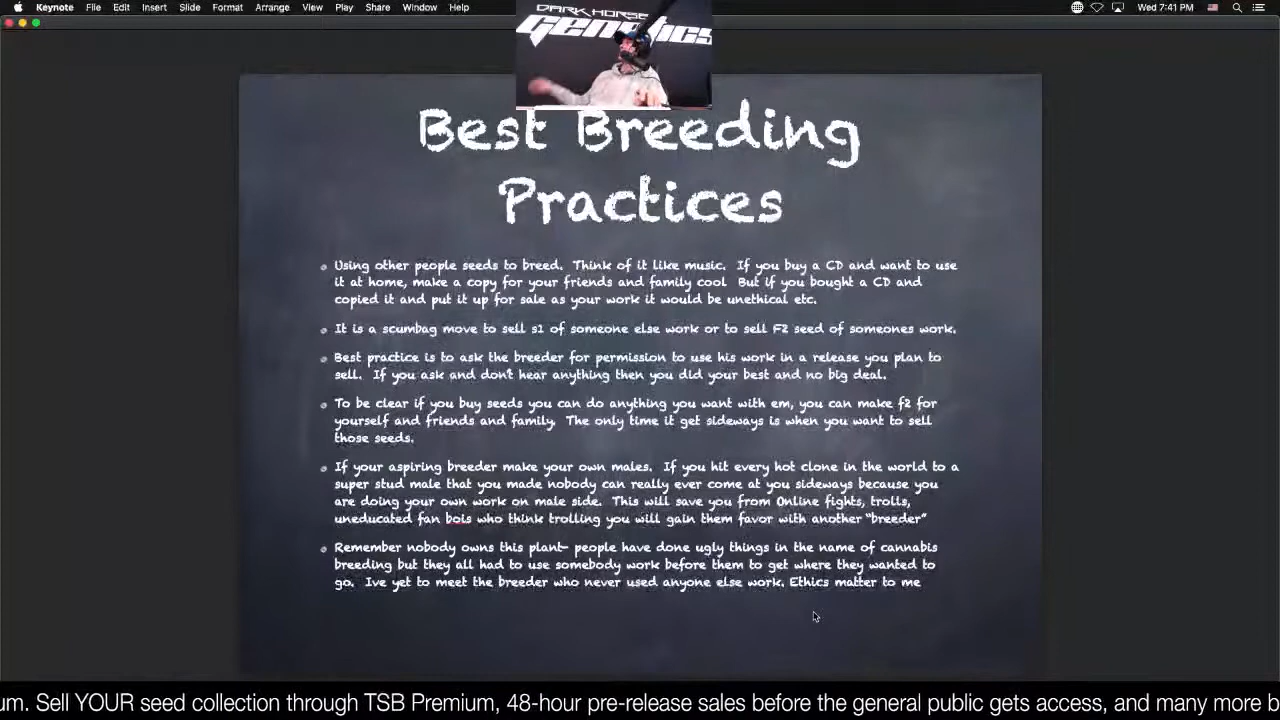 Keynote File Edit Insert Slide Format Arrange View Play Share Window Help Wed 7:41 PM
DARK HORSE
genetics
Best Breeding
Practices
Using other people seeds to breed. Think of it like music. If you buy a CD and want to use
it at home, make a copy for your friends and family cool But if you bought a CD and
copied it and put it up for sale as your work it would be unethical etc.
It is a scumbag move to sell s1 of someone else work or to sell F2 seed of someones work.
Best practice is to ask the breeder for permission to use his work in a release you plan to
sell. If you ask and don't hear anything then you did your best and no big deal.
To be clear if you buy seeds you can do anything you want with em, you can make f2 for
yourself and friends and family. The only time it get sideways is when you want to sell
those seeds.
If your aspiring breeder make your own males. If you hit every hot clone in the world to a
super stud male that you made nobody can really ever come at you sideways because you
are doing your own work on male side. This will save you from Online fights, trolls,
uneducated fan bois who think trolling you will gain them favor with another "breeder"
Remember nobody owns this plant- people have done ugly things in the name of cannabis
breeding but they all had to use somebody work before them to get where they wanted to
go. Ive yet to meet the breeder who never used anyone else work. Ethics matter to me
um. Sell YOUR seed collection through TSB Premium, 48-hour pre-release sales before the general public gets access, and many more b